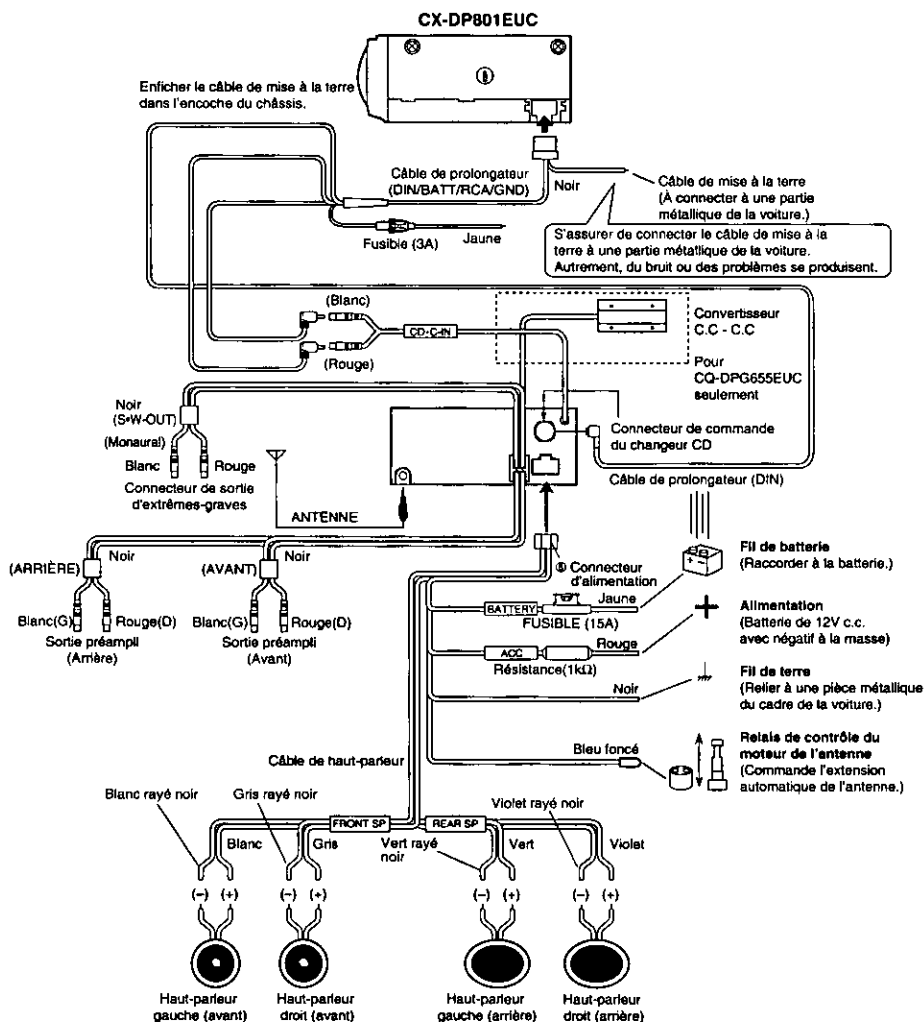 CX-DP801EUC
Enficher le câble de mise à la terre
dans l'encoche du châssis.
Câble de prolongateur
(DIN/BATT/RCA/GND)
Noir
Câble de mise à la terre
(À connecter à une partie
métallique de la voiture.)
Fusible (3A)
Jaune
S'assurer de connecter le câble de mise à la
terre à une partie métallique de la voiture.
Autrement, du bruit ou des problèmes se produisent.
(Blanc)
CD•C-IN
(Rouge)
Convertisseur
C.C - C.C
Pour
CQ-DPG655EUC
seulement
Noir
(S•W-OUT)
(Monaural)
Blanc
Rouge
Connecteur de sortie
d'extrêmes-graves
Connecteur de commande
du changeur CD
Câble de prolongateur (DIN)
ANTENNE
(ARRIÈRE)
Noir
(AVANT)
Noir
Blanc(G)
Rouge(D)
Blanc(G)
Rouge(D)
Sortie préampli
(Arrière)
Sortie préampli
(Avant)
⑤ Connecteur
d'alimentation
Fil de batterie
(Raccorder à la batterie.)
BATTERY
Jaune
FUSIBLE (15A)
Alimentation
(Batterie de 12V c.c.
avec négatif à la masse)
ACC
Rouge
Résistance(1kΩ)
Noir
Fil de terre
(Relier à une pièce métallique
du cadre de la voiture.)
Bleu foncé
Relais de contrôle du
moteur de l'antenne
(Commande l'extension
automatique de l'antenne.)
Câble de haut-parleur
Blanc rayé noir
Gris rayé noir
Violet rayé noir
FRONT SP
REAR SP
Blanc
Gris
Vert rayé
noir
Vert
Violet
(−) (+)
(−) (+)
(−) (+)
(−) (+)
Haut-parleur
gauche (avant)
Haut-parleur
droit (avant)
Haut-parleur
gauche (arrière)
Haut-parleur
droit (arrière)